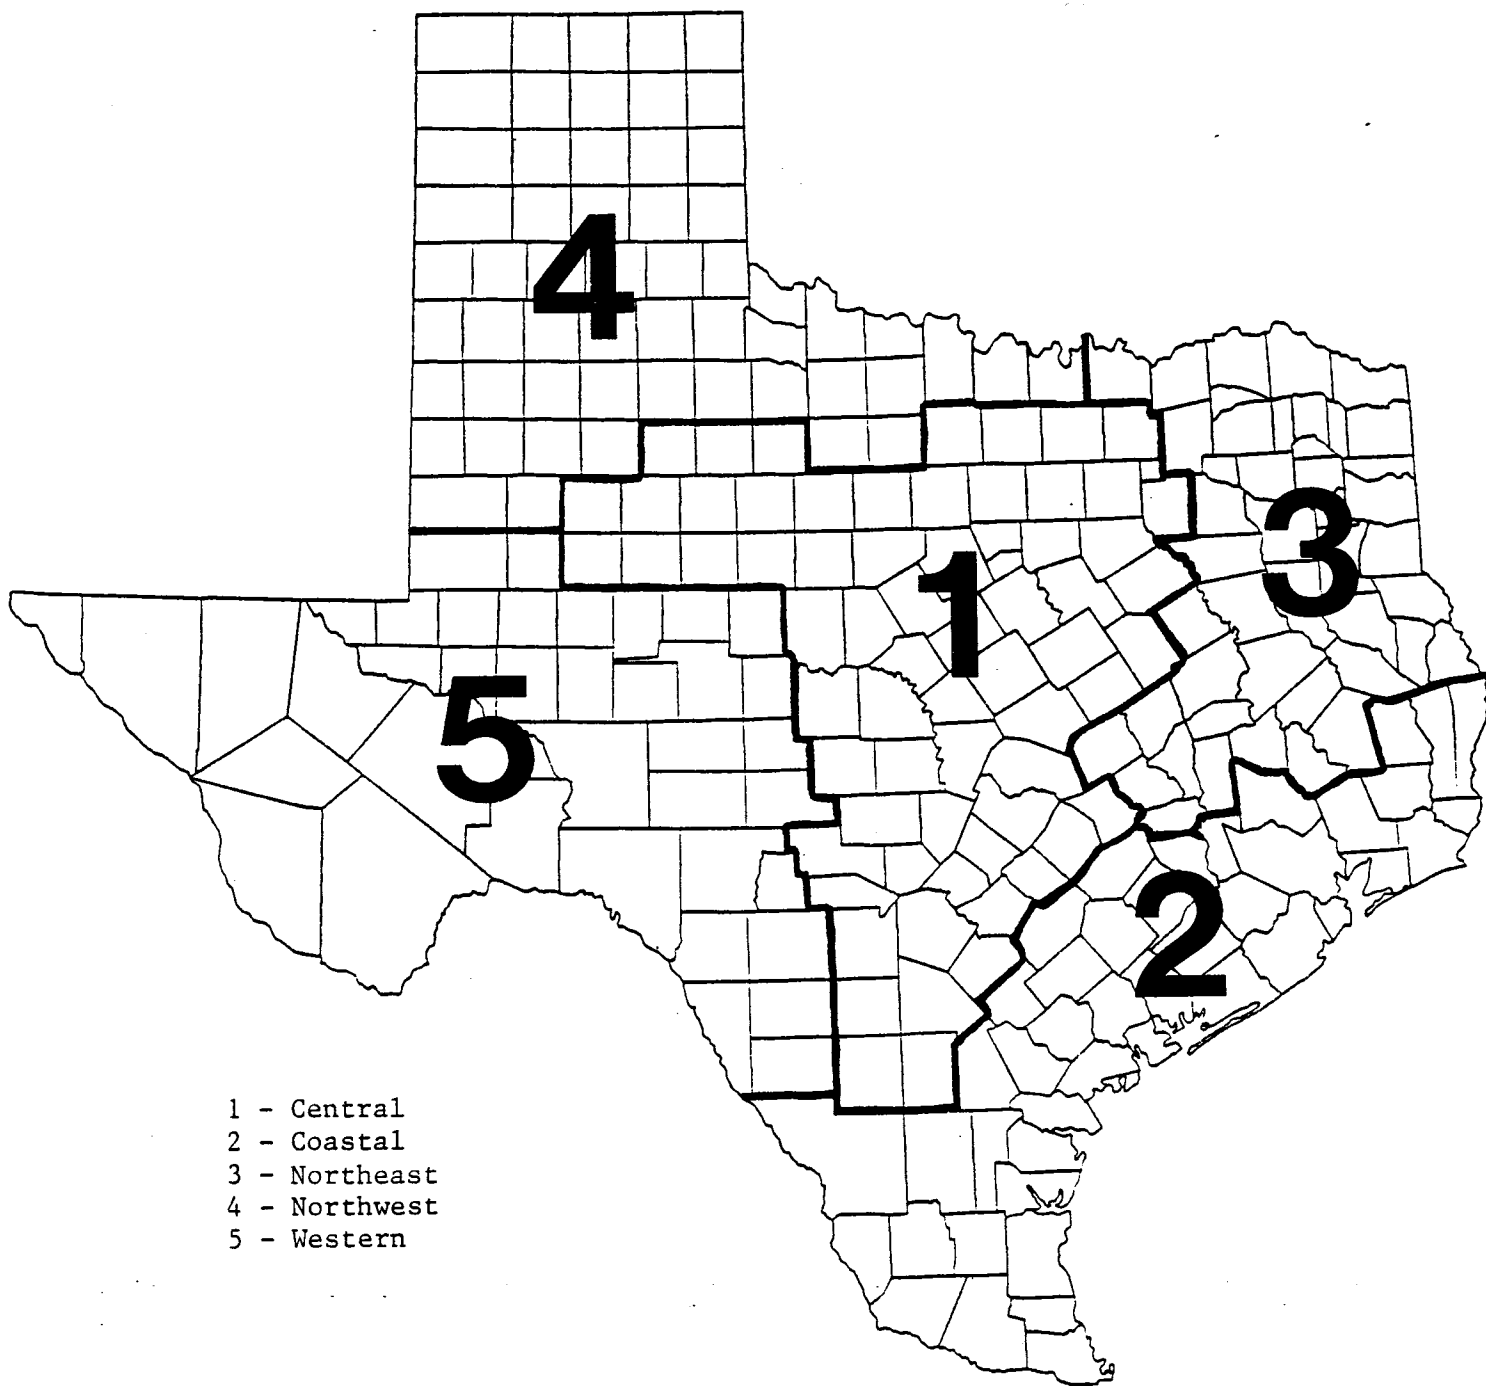 4
3
1
5
2
1 - Central
2 - Coastal
3 - Northeast
4 - Northwest
5 - Western